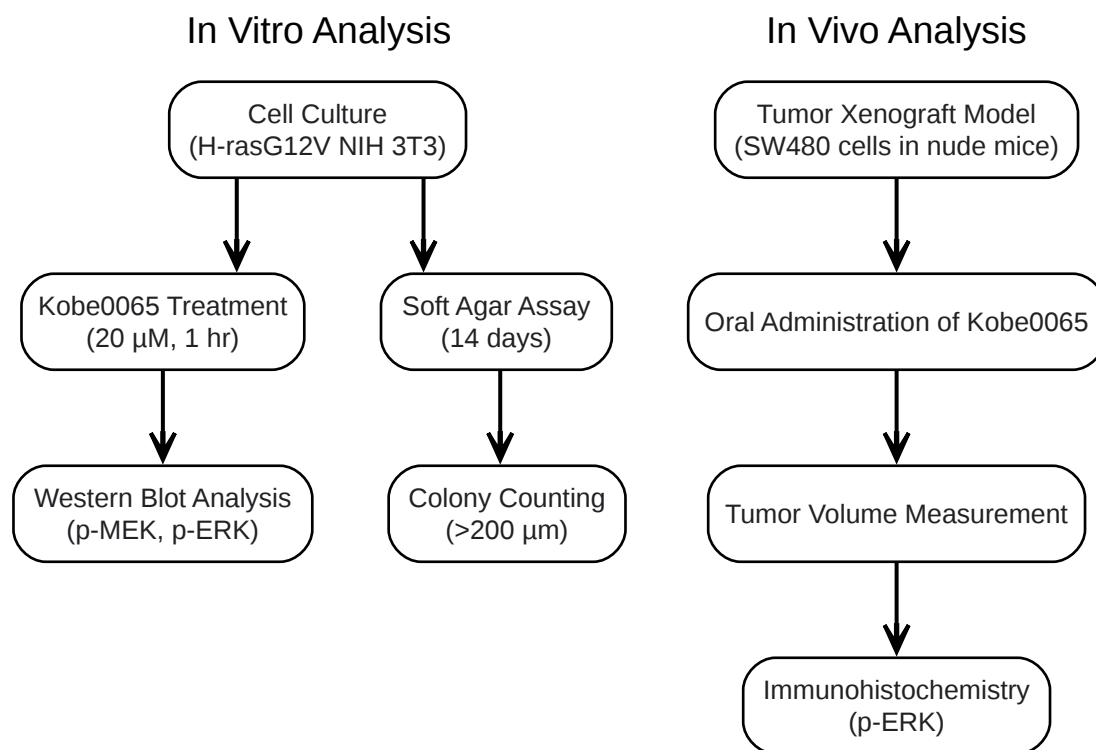 In Vitro Analysis
Cell Culture
(H-rasG12V NIH 3T3)
Kobe0065 Treatment
(20 µM, 1 hr)
Soft Agar Assay
(14 days)
Western Blot Analysis
(p-MEK, p-ERK)
Colony Counting
(>200 µm)
In Vivo Analysis
Tumor Xenograft Model
(SW480 cells in nude mice)
Oral Administration of Kobe0065
Tumor Volume Measurement
Immunohistochemistry
(p-ERK)